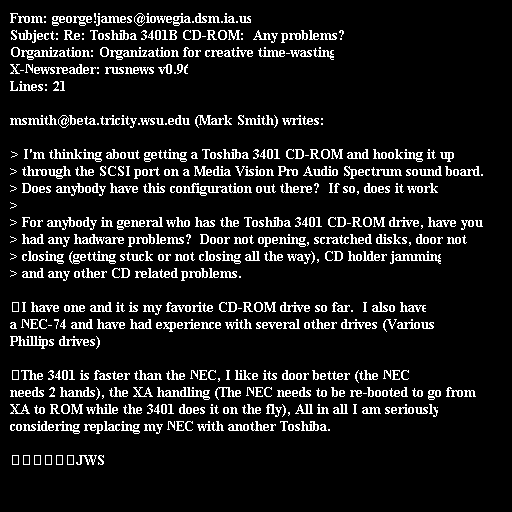 From: george!james@iowegia.dsm.ia.us
Subject: Re: Toshiba 3401B CD-ROM:  Any problems?
Organization: Organization for creative time-wasting
X-Newsreader: rusnews v0.96
Lines: 21

msmith@beta.tricity.wsu.edu (Mark Smith) writes:

> I'm thinking about getting a Toshiba 3401 CD-ROM and hooking it up
> through the SCSI port on a Media Vision Pro Audio Spectrum sound board.
> Does anybody have this configuration out there?  If so, does it work
>
> For anybody in general who has the Toshiba 3401 CD-ROM drive, have you
> had any hadware problems?  Door not opening, scratched disks, door not
> closing (getting stuck or not closing all the way), CD holder jamming
> and any other CD related problems.

I have one and it is my favorite CD-ROM drive so far.  I also have
a NEC-74 and have had experience with several other drives (Various
Phillips drives)

The 3401 is faster than the NEC, I like its door better (the NEC
needs 2 hands), the XA handling (The NEC needs to be re-booted to go from
XA to ROM while the 3401 does it on the fly), All in all I am seriously
considering replacing my NEC with another Toshiba.

JWS